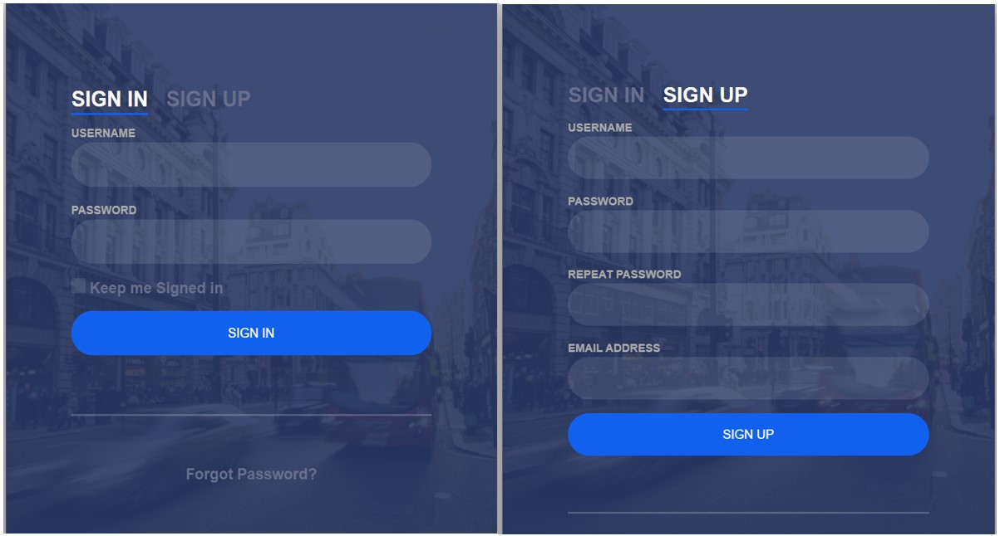 SIGN IN SIGN UP
USERNAME
PASSWORD
Keep me Signed in
SIGN IN
Forgot Password?
SIGN IN SIGN UP
USERNAME
PASSWORD
REPEAT PASSWORD
EMAIL ADDRESS
SIGN UP